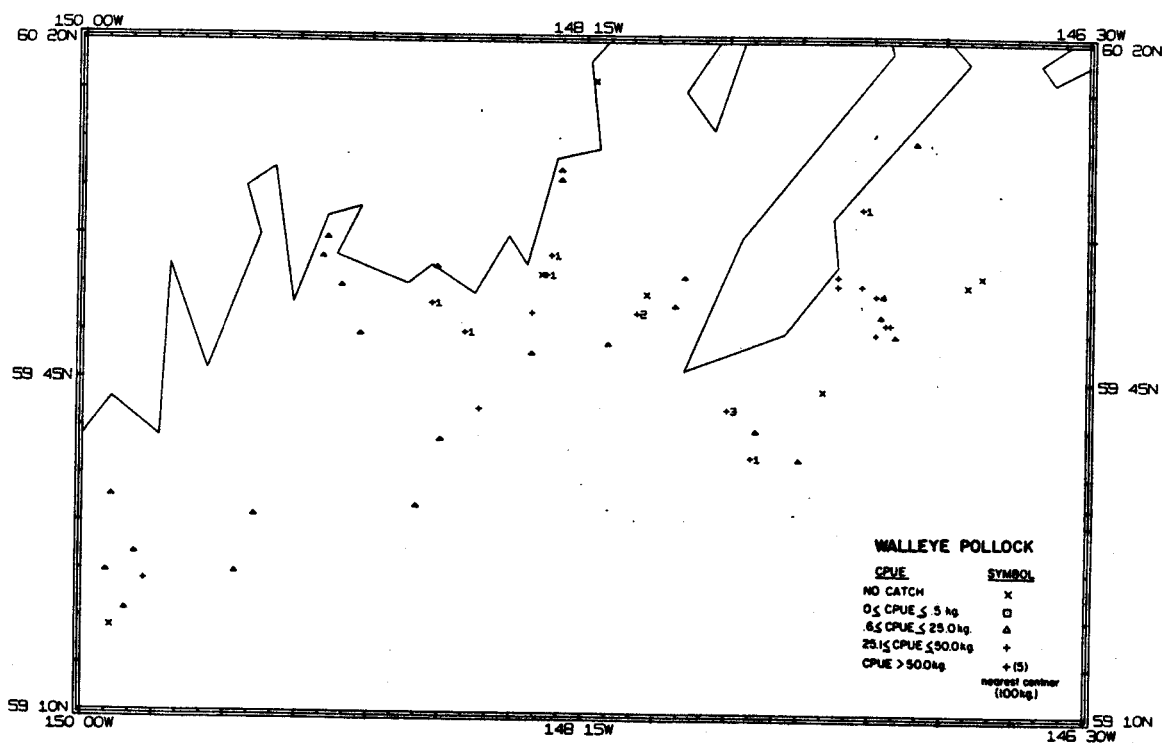 150 00W
148 15W
146 30W
60 20N
60 20N
+1
+1
×+1
+1
+2
+4
+1
59 45N
59 45N
+3
+1
WALLEYE POLLOCK
CPUE SYMBOL
NO CATCH ×
0 ≤ CPUE ≤ .5 kg. □
.6 ≤ CPUE ≤ 25.0 kg. △
25.1 ≤ CPUE ≤ 50.0 kg. +
CPUE > 50.0 kg. + (5)
nearest centner
(100 kg.)
59 10N
59 10N
150 00W
148 15W
146 30W